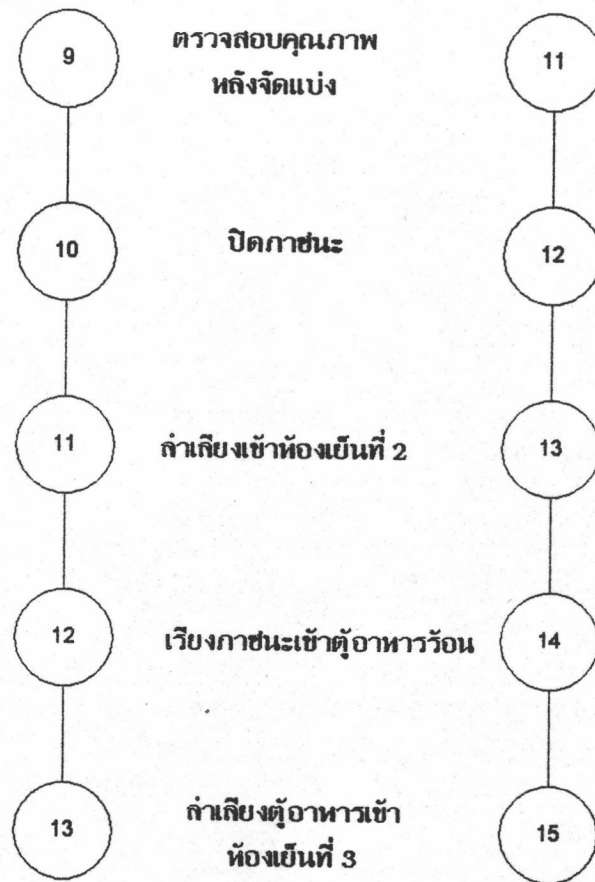 9 ตรวจสอบคุณภาพ 11
หลังจัดแบ่ง
10 ปิดภาชนะ 12
11 ลำเลียงเข้าห้องเย็นที่ 2 13
12 เรียงภาชนะเข้าตู้อาหารร้อน 14
13 ลำเลียงตู้อาหารเข้า 15
ห้องเย็นที่ 3